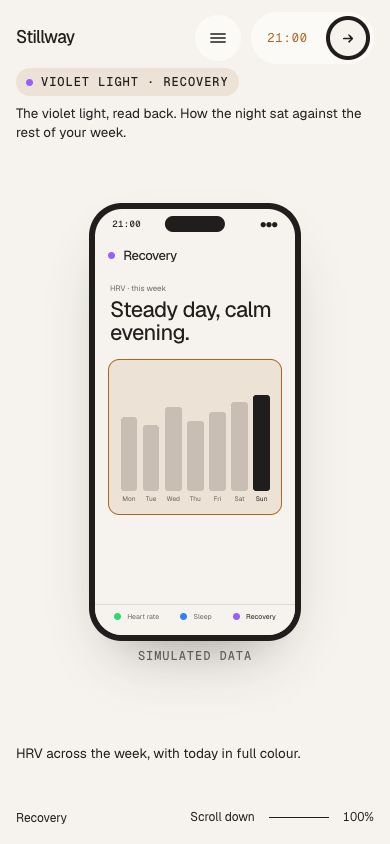 Stillway
21:00
VIOLET LIGHT · RECOVERY
The violet light, read back. How the night sat against the
rest of your week.
21:00
Recovery
HRV · this week
Steady day, calm
evening.
Mon Tue Wed Thu Fri Sat Sun
Heart rate Sleep Recovery
SIMULATED DATA
HRV across the week, with today in full colour.
Recovery Scroll down 100%